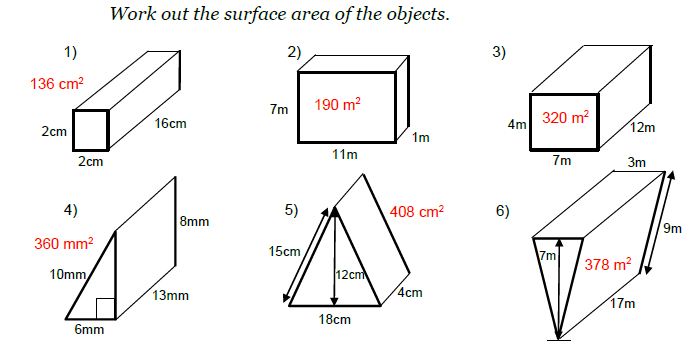 Work out the surface area of the objects.
1)
136 cm²
2cm
2cm
16cm
2)
190 m²
7m
11m
1m
3)
320 m²
4m
7m
12m
4)
360 mm²
10mm
6mm
13mm
8mm
5)
408 cm²
15cm
12cm
18cm
4cm
6)
3m
7m
378 m²
9m
17m